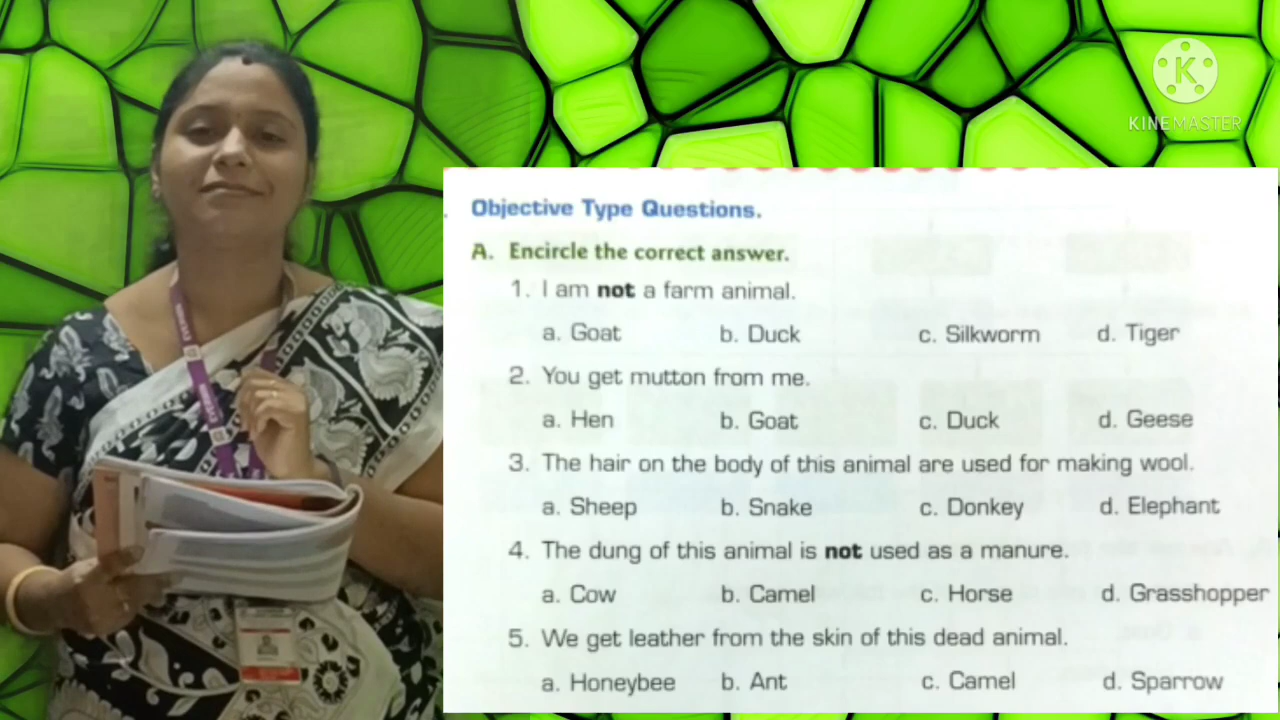 KINEMASTER
Objective Type Questions.
A. Encircle the correct answer.
1. I am not a farm animal.
a. Goat b. Duck c. Silkworm d. Tiger
2. You get mutton from me.
a. Hen b. Goat c. Duck d. Geese
3. The hair on the body of this animal are used for making wool.
a. Sheep b. Snake c. Donkey d. Elephant
4. The dung of this animal is not used as a manure.
a. Cow b. Camel c. Horse d. Grasshopper
5. We get leather from the skin of this dead animal.
a. Honeybee b. Ant c. Camel d. Sparrow